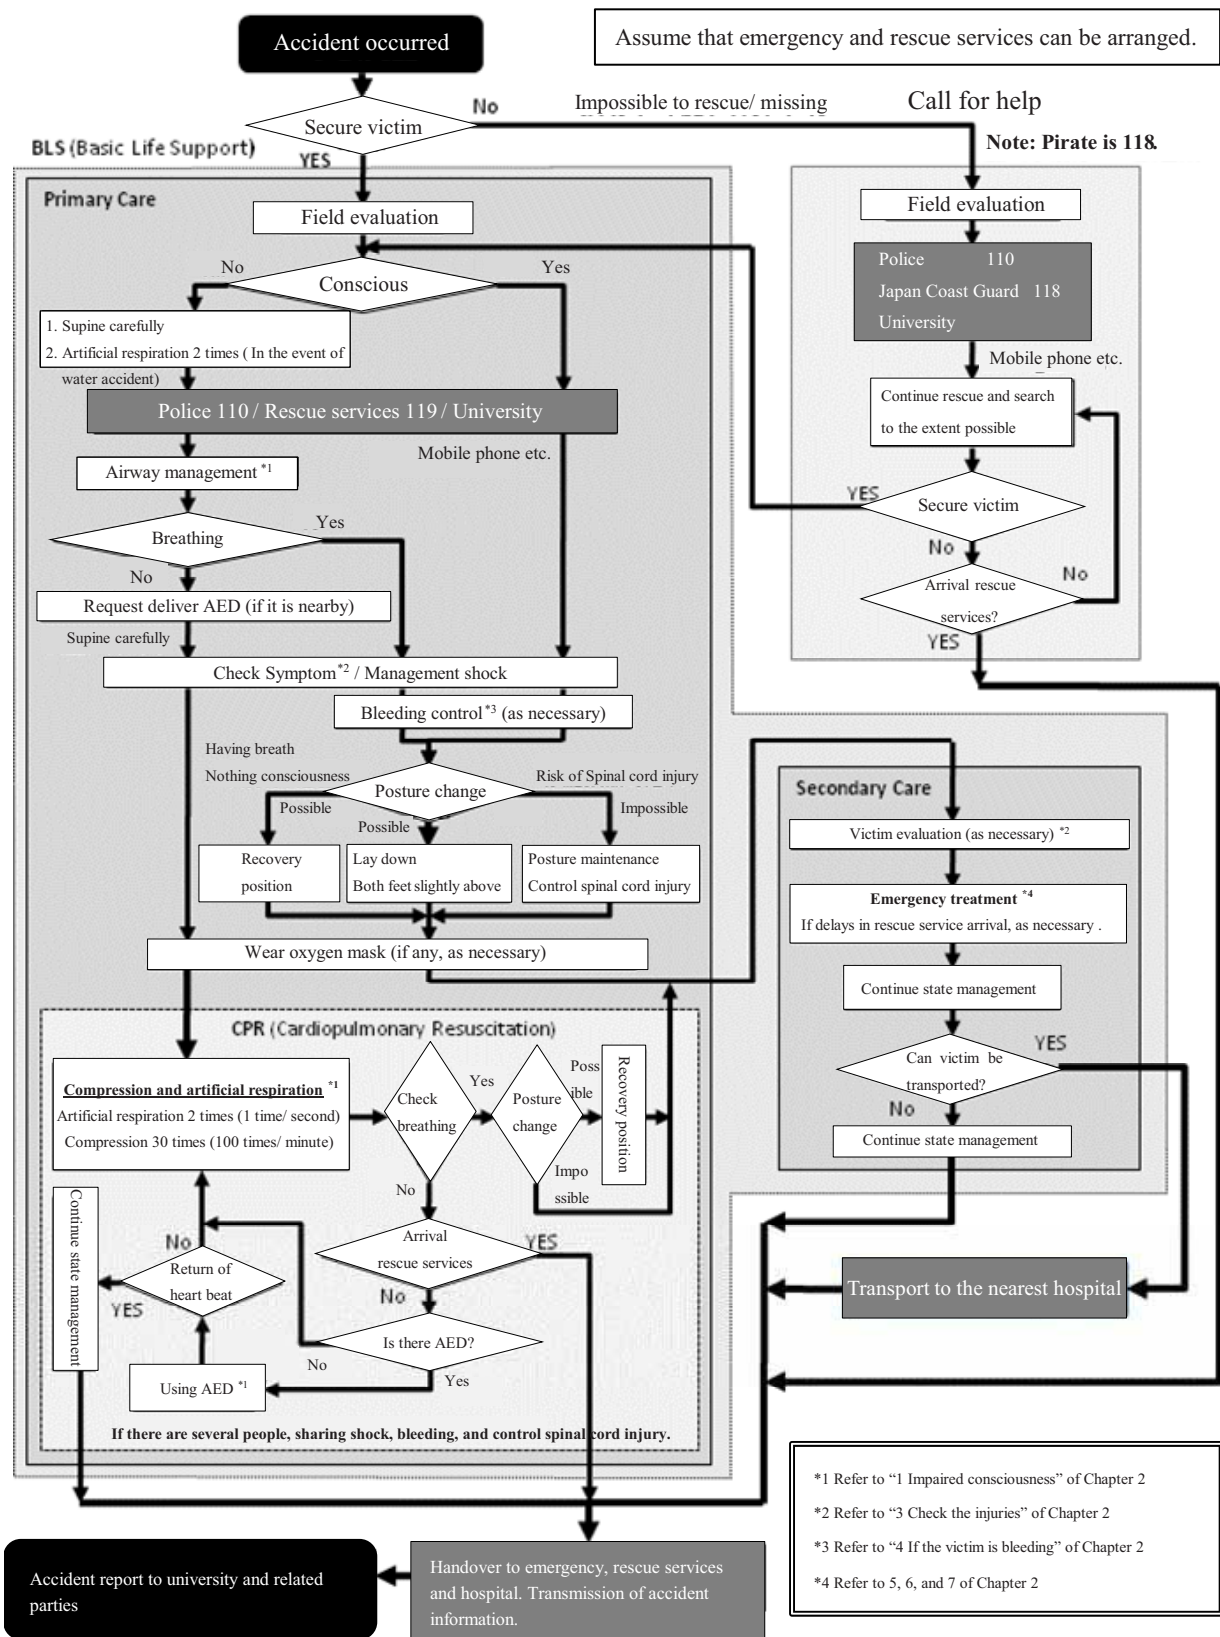 Accident occurred
Assume that emergency and rescue services can be arranged.
Secure victim
No
Impossible to rescue/ missing
Call for help
Note: Pirate is 118.
YES
BLS (Basic Life Support)
Primary Care
Field evaluation
No
Yes
Conscious
1. Supine carefully
2. Artificial respiration 2 times ( In the event of
water accident)
Police 110 / Rescue services 119 / University
Mobile phone etc.
Airway management *1
Breathing
Yes
No
Request deliver AED (if it is nearby)
Supine carefully
Check Symptom*2 / Management shock
Bleeding control*3 (as necessary)
Having breath
Nothing consciousness
Possible
Posture change
Possible
Risk of Spinal cord injury
Impossible
Recovery
position
Lay down
Both feet slightly above
Posture maintenance
Control spinal cord injury
Wear oxygen mask (if any, as necessary)
CPR (Cardiopulmonary Resuscitation)
Compression and artificial respiration *1
Artificial respiration 2 times (1 time/ second)
Compression 30 times (100 times/ minute)
Check
breathing
Yes
Posture
change
Poss
ible
Recovery position
Impo
ssible
No
Arrival
rescue services
YES
No
Is there AED?
No
Yes
Using AED *1
Return of
heart beat
No
YES
Continue state management
If there are several people, sharing shock, bleeding, and control spinal cord injury.
Field evaluation
Police 110
Japan Coast Guard 118
University
Mobile phone etc.
Continue rescue and search
to the extent possible
Secure victim
YES
No
Arrival rescue
services?
No
YES
Secondary Care
Victim evaluation (as necessary) *2
Emergency treatment *4
If delays in rescue service arrival, as necessary .
Continue state management
Can victim be
transported?
YES
No
Continue state management
Transport to the nearest hospital
Handover to emergency, rescue services
and hospital. Transmission of accident
information.
Accident report to university and related
parties
*1 Refer to “1 Impaired consciousness” of Chapter 2
*2 Refer to “3 Check the injuries” of Chapter 2
*3 Refer to “4 If the victim is bleeding” of Chapter 2
*4 Refer to 5, 6, and 7 of Chapter 2